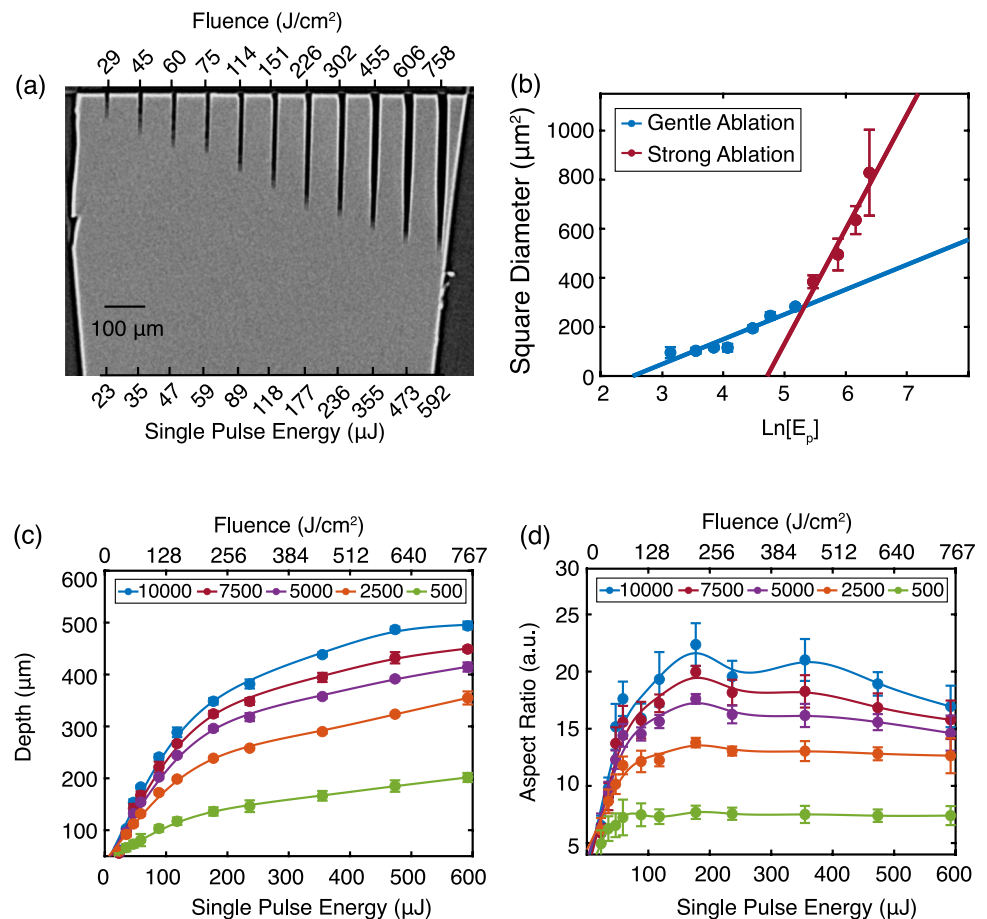 Fluence (J/cm²)
(a)
29 45 60 75 114 151 226 302 455 606 758
100 µm
23 35 47 59 89 118 177 236 355 473 592
Single Pulse Energy (µJ)
(b)
Square Diameter (µm²)
1000
800
600
400
200
0
Gentle Ablation
Strong Ablation
2 3 4 5 6 7
Ln[Eₚ]
(c)
Fluence (J/cm²)
0 128 256 384 512 640 767
Depth (µm)
600
500
400
300
200
100
10000 7500 5000 2500 500
0 100 200 300 400 500 600
Single Pulse Energy (µJ)
(d)
Fluence (J/cm²)
0 128 256 384 512 640 767
Aspect Ratio (a.u.)
30
25
20
15
10
5
4
10000 7500 5000 2500 500
100 200 300 400 500 600
Single Pulse Energy (µJ)